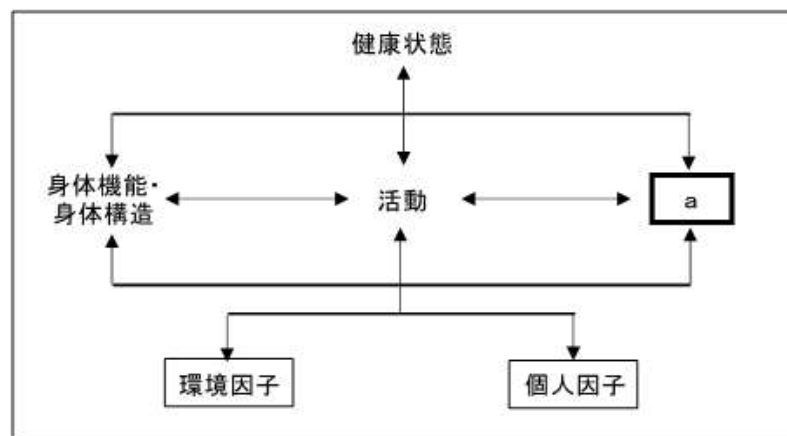 健康状態
身体機能・
身体構造
活動
a
環境因子
個人因子